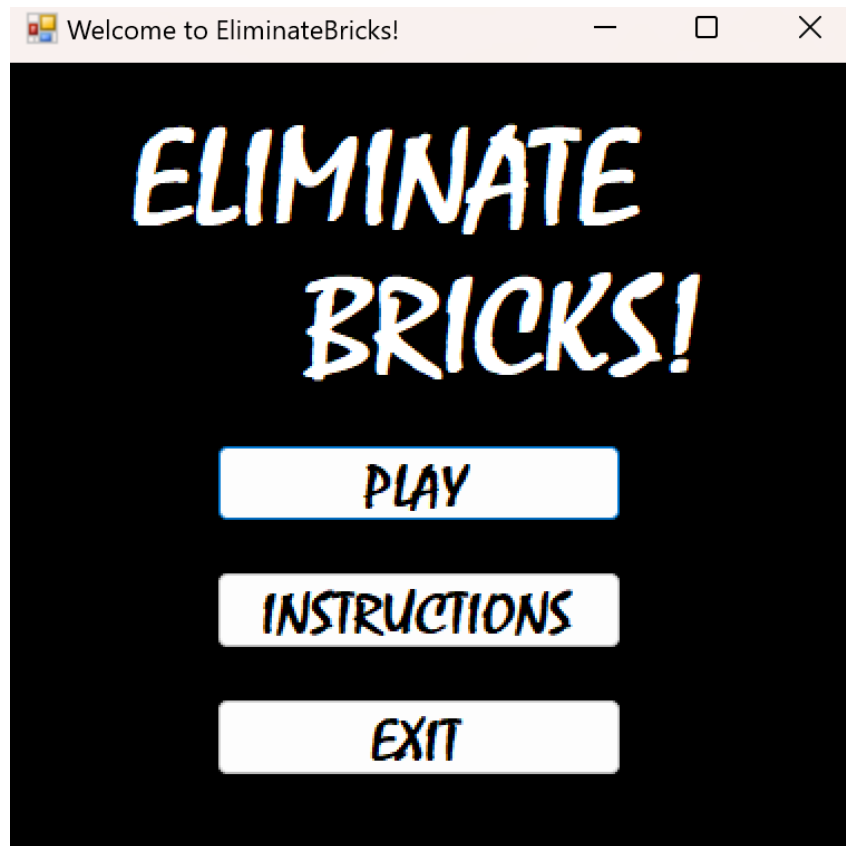 Welcome to EliminateBricks!
ELIMINATE
BRICKS!
PLAY
INSTRUCTIONS
EXIT